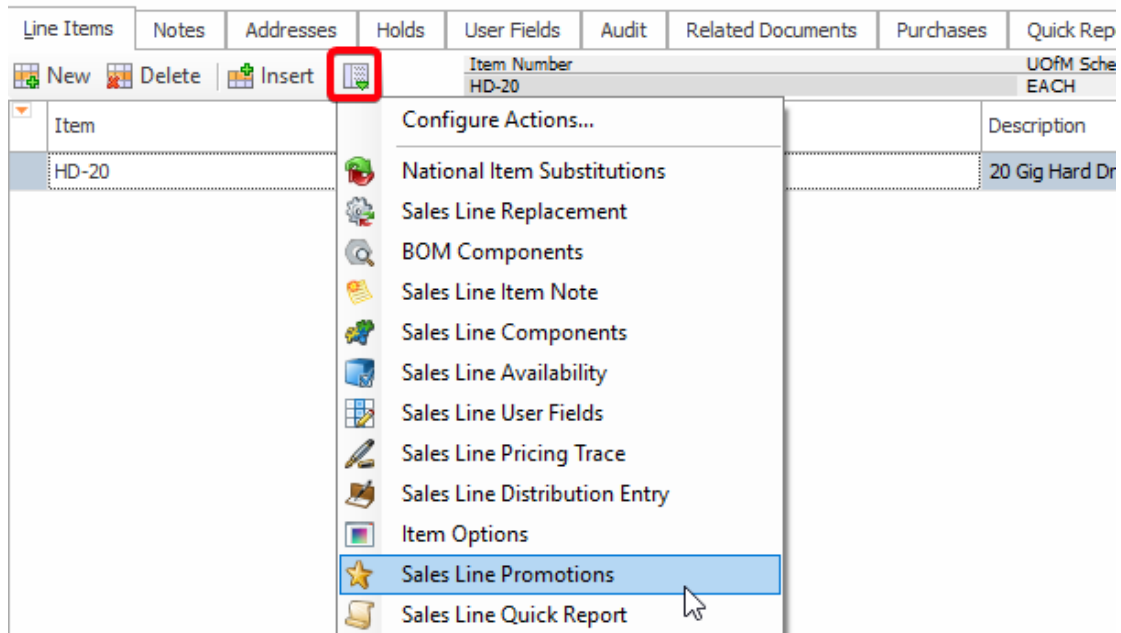 Line Items Notes Addresses Holds User Fields Audit Related Documents Purchases Quick Rep
New Delete Insert Item Number UOfM Sche
HD-20 EACH
Item Description
Configure Actions...
HD-20 20 Gig Hard Dr
National Item Substitutions
Sales Line Replacement
BOM Components
Sales Line Item Note
Sales Line Components
Sales Line Availability
Sales Line User Fields
Sales Line Pricing Trace
Sales Line Distribution Entry
Item Options
Sales Line Promotions
Sales Line Quick Report